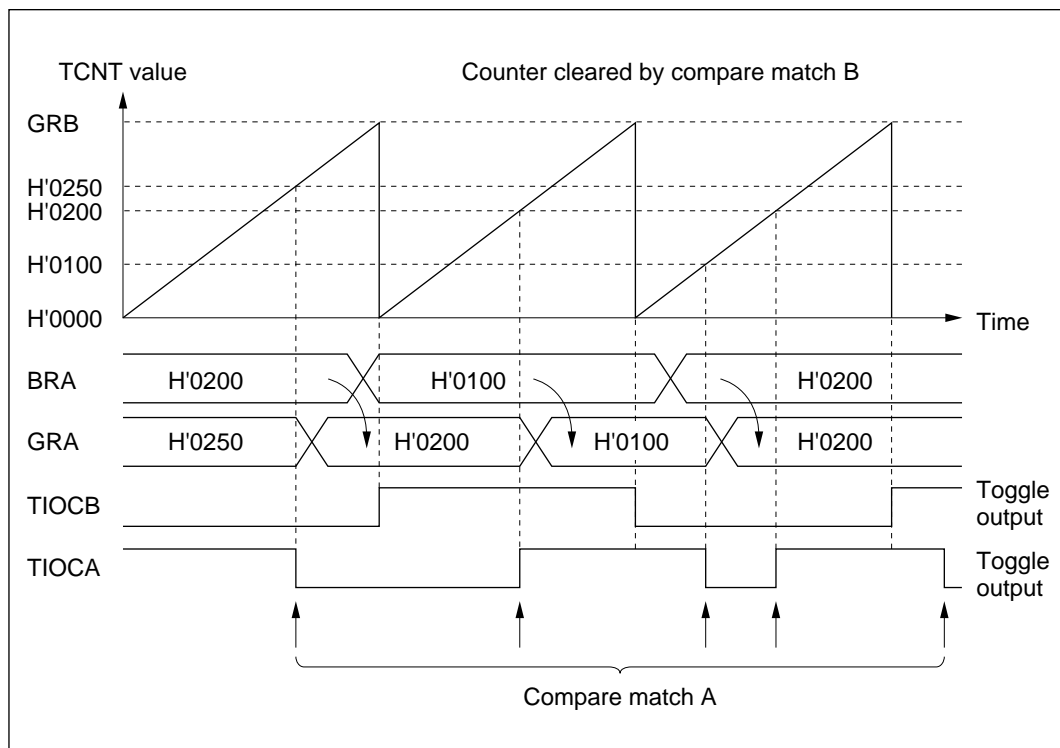 TCNT value
Counter cleared by compare match B
GRB
H'0250
H'0200
H'0100
H'0000
Time
BRA
H'0200
H'0100
H'0200
GRA
H'0250
H'0200
H'0100
H'0200
TIOCB
Toggle
output
TIOCA
Toggle
output
Compare match A